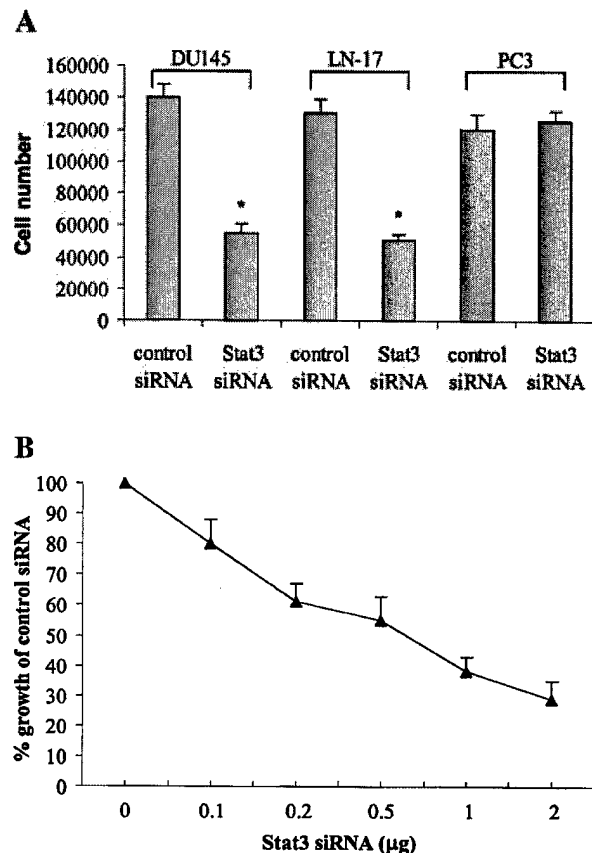 A
DU145 LN-17 PC3
160000
140000
120000
100000
80000
60000
40000
20000
0
Cell number
* *
control siRNA Stat3 siRNA control siRNA Stat3 siRNA control siRNA Stat3 siRNA
B
100
90
80
70
60
50
40
30
20
10
0
% growth of control siRNA
0 0.1 0.2 0.5 1 2
Stat3 siRNA (µg)